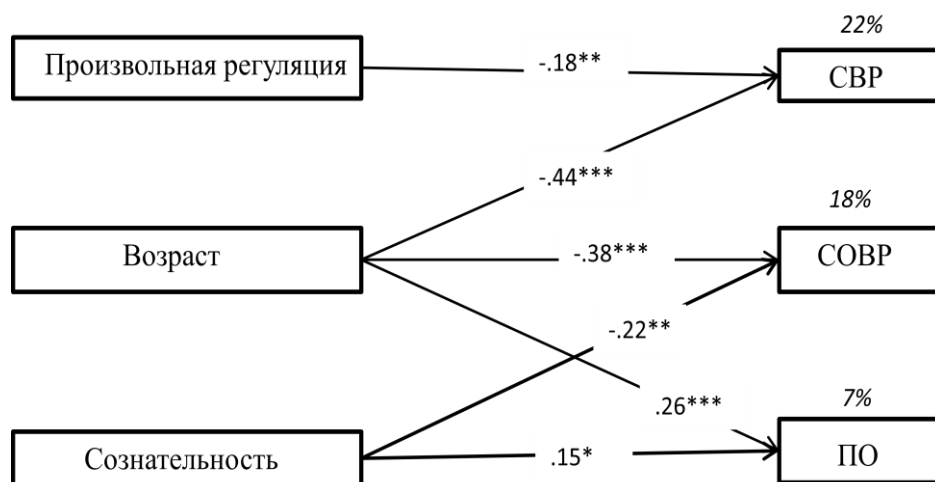 22%
Произвольная регуляция
-.18**
СВР
-.44***
18%
Возраст
-.38***
СОВР
-.22**
.26***
7%
Сознательность
.15*
ПО